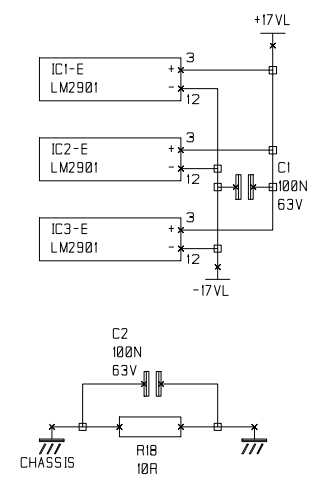 +17VL
3
IC1-E
+
LM2901
-
12
3
IC2-E
+
LM2901
-
12
C1
100N
63V
3
IC3-E
+
LM2901
-
12
-17VL
C2
100N
63V
CHASSIS
R18
10R